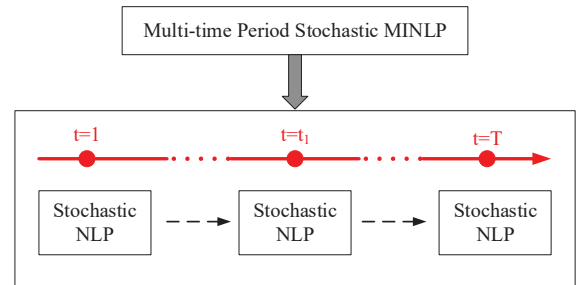 Multi-time Period Stochastic MINLP
t=1
t=t₁
t=T
Stochastic
NLP
Stochastic
NLP
Stochastic
NLP